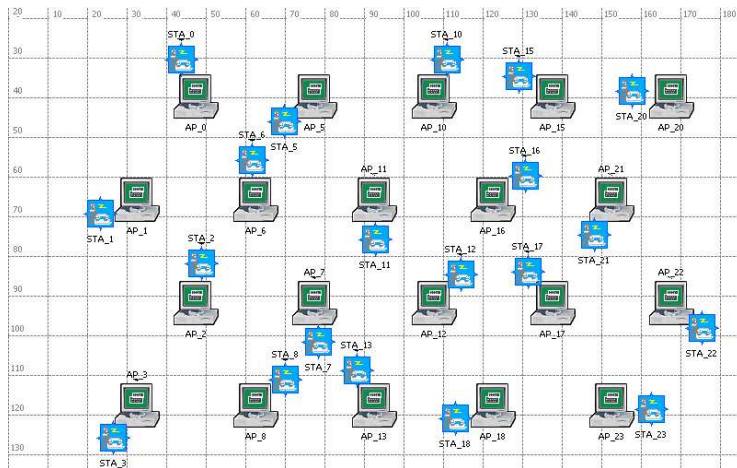 20 10 20 30 40 50 60 70 80 90 100 110 120 130 140 150 160 170 180
STA_0 STA_10
30
STA_15
40
STA_20
AP_0 AP_5 AP_10 AP_15 AP_20
50
STA_6 STA_5
STA_16
60
AP_11 AP_21
70
AP_1 AP_6 AP_16
STA_1 STA_2
STA_17
80
STA_12 STA_11 STA_21
AP_7 AP_22
90
AP_2 AP_12 AP_17
100
STA_13 STA_22
STA_8 STA_7
110
AP_3
120
AP_8 AP_13 STA_18 AP_18 AP_23 STA_23
130
STA_3